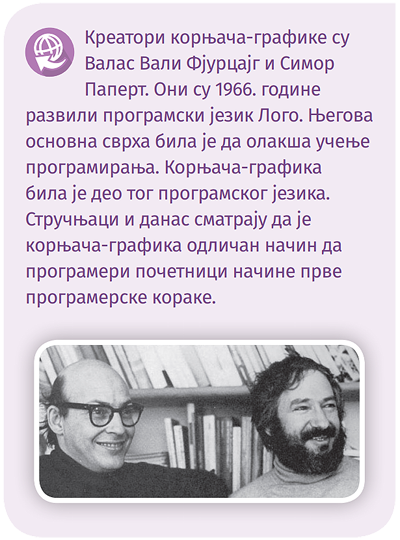 Креатори корњача-графике су
Валас Вали Фјурцајг и Симор
Паперт. Они су 1966. године
развили програмски језик Лого. Његова
основна сврха била је да олакша учење
програмирања. Корњача-графика
била је део тог програмског језика.
Стручњаци и данас сматрају да је
корњача-графика одличан начин да
програмери почетници начине прве
програмерске кораке.